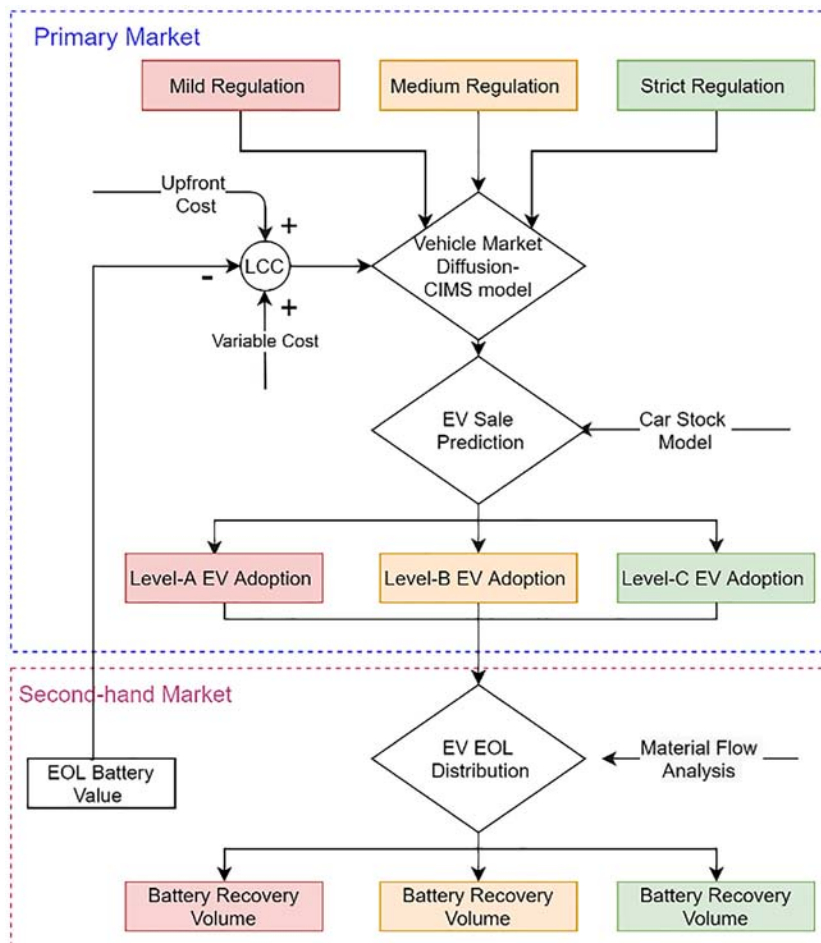 Primary Market
Mild Regulation
Medium Regulation
Strict Regulation
Upfront
Cost
+
LCC
-
+
Variable Cost
Vehicle Market
Diffusion-
CIMS model
EV Sale
Prediction
Car Stock
Model
Level-A EV Adoption
Level-B EV Adoption
Level-C EV Adoption
Second-hand Market
EOL Battery
Value
EV EOL
Distribution
Material Flow
Analysis
Battery Recovery
Volume
Battery Recovery
Volume
Battery Recovery
Volume